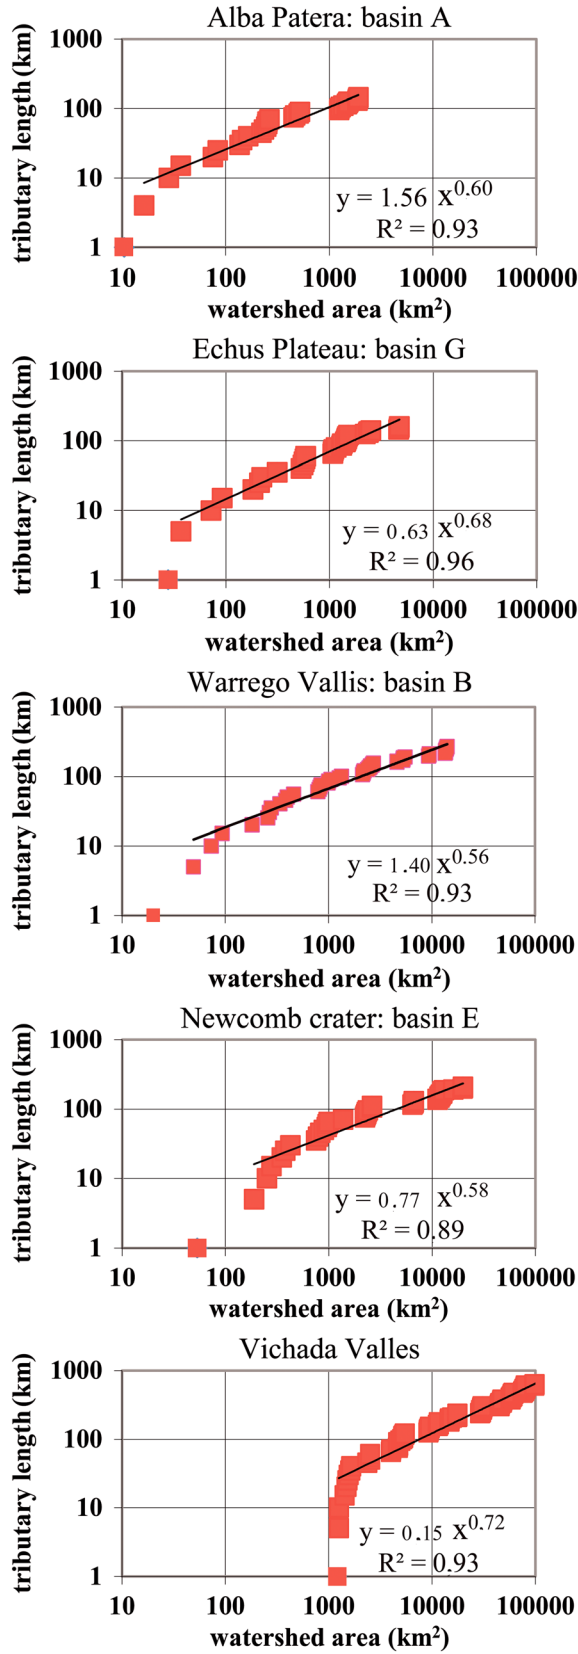 Alba Patera: basin A
tributary length (km)
1000
100
10
1
y = 1.56 x^0.60
R² = 0.93
10 100 1000 10000 100000
watershed area (km²)
Echus Plateau: basin G
tributary length (km)
1000
100
10
1
y = 0.63 x^0.68
R² = 0.96
10 100 1000 10000 100000
watershed area (km²)
Warrego Vallis: basin B
tributary length (km)
1000
100
10
1
y = 1.40 x^0.56
R² = 0.93
10 100 1000 10000 100000
watershed area (km²)
Newcomb crater: basin E
tributary length (km)
1000
100
10
1
y = 0.77 x^0.58
R² = 0.89
10 100 1000 10000 100000
watershed area (km²)
Vichada Valles
tributary length (km)
1000
100
10
1
y = 0.15 x^0.72
R² = 0.93
10 100 1000 10000 100000
watershed area (km²)